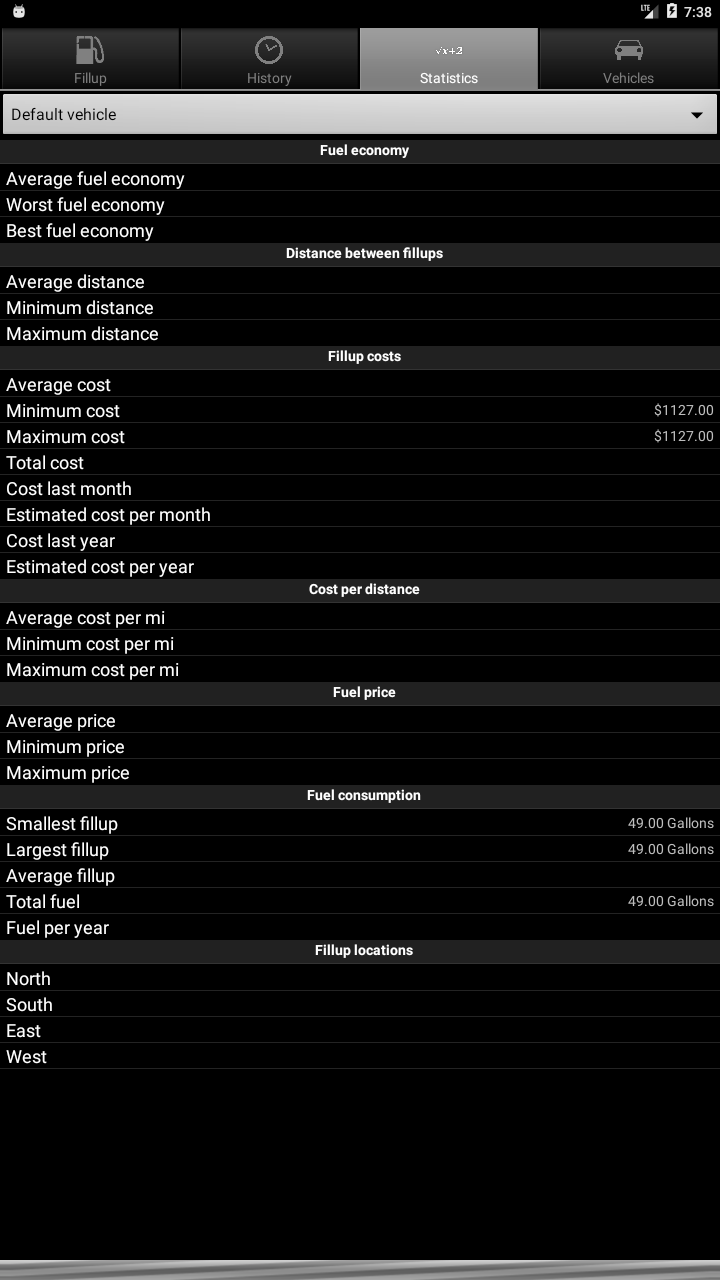 LTE 7:38
Fillup History √x+2 Statistics Vehicles
Default vehicle
Fuel economy
Average fuel economy
Worst fuel economy
Best fuel economy
Distance between fillups
Average distance
Minimum distance
Maximum distance
Fillup costs
Average cost
Minimum cost $1127.00
Maximum cost $1127.00
Total cost
Cost last month
Estimated cost per month
Cost last year
Estimated cost per year
Cost per distance
Average cost per mi
Minimum cost per mi
Maximum cost per mi
Fuel price
Average price
Minimum price
Maximum price
Fuel consumption
Smallest fillup 49.00 Gallons
Largest fillup 49.00 Gallons
Average fillup
Total fuel 49.00 Gallons
Fuel per year
Fillup locations
North
South
East
West